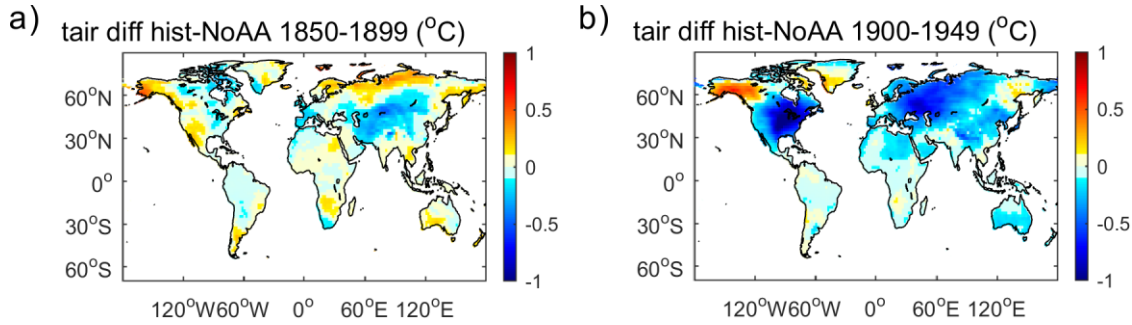 a) tair diff hist-NoAA 1850-1899 (°C)
1
0.5
0
-0.5
-1
60°N
30°N
0°
30°S
60°S
120°W60°W 0° 60°E 120°E
b) tair diff hist-NoAA 1900-1949 (°C)
1
0.5
0
-0.5
-1
60°N
30°N
0°
30°S
60°S
120°W60°W 0° 60°E 120°E